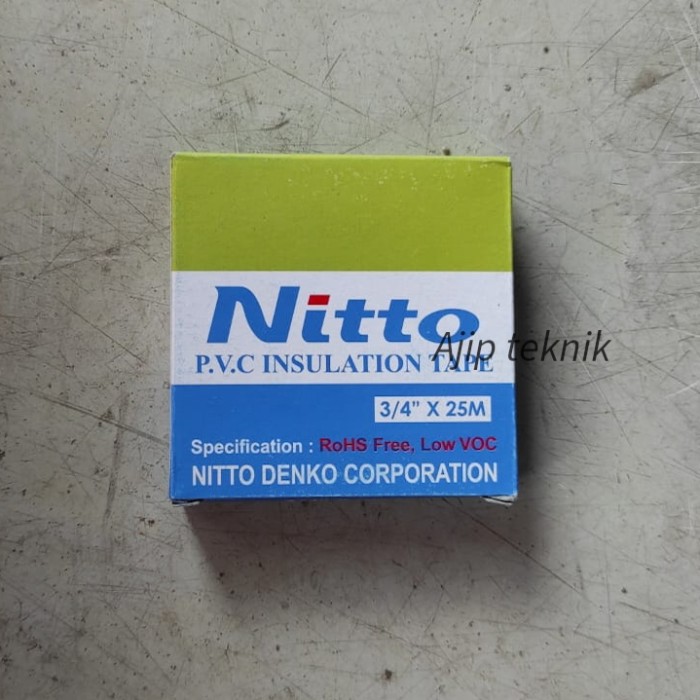 Nitto
Ajip teknik
P.V.C INSULATION TAPE
3/4" X 25M
Specification : RoHS Free, Low VOC
NITTO DENKO CORPORATION